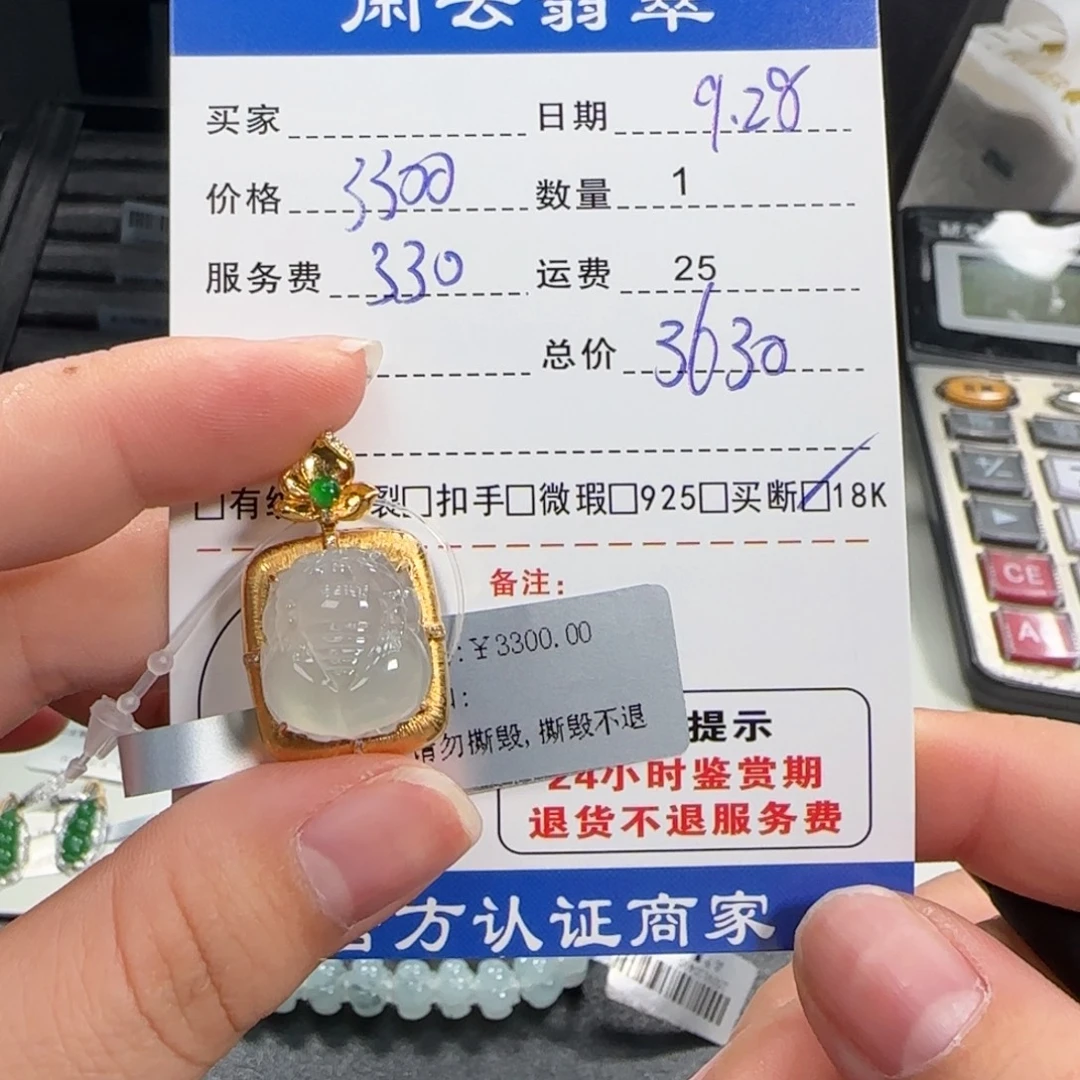 翡翠
买家 日期 9.28
价格 3300 数量 1
服务费 330 运费 25
总价 3630
□有 裂□扣手□微瑕□925□买断□18K
备注:
:¥3300.00
:
请勿撕毁,撕毁不退
提示
24小时鉴赏期
退货不退服务费
官方认证商家
CE